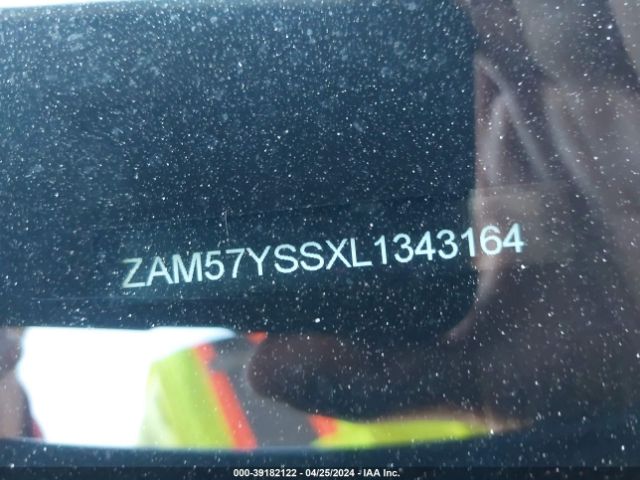 ZAM57YSSXL1343164
000-39182122 - 04/25/2024 - IAA Inc.